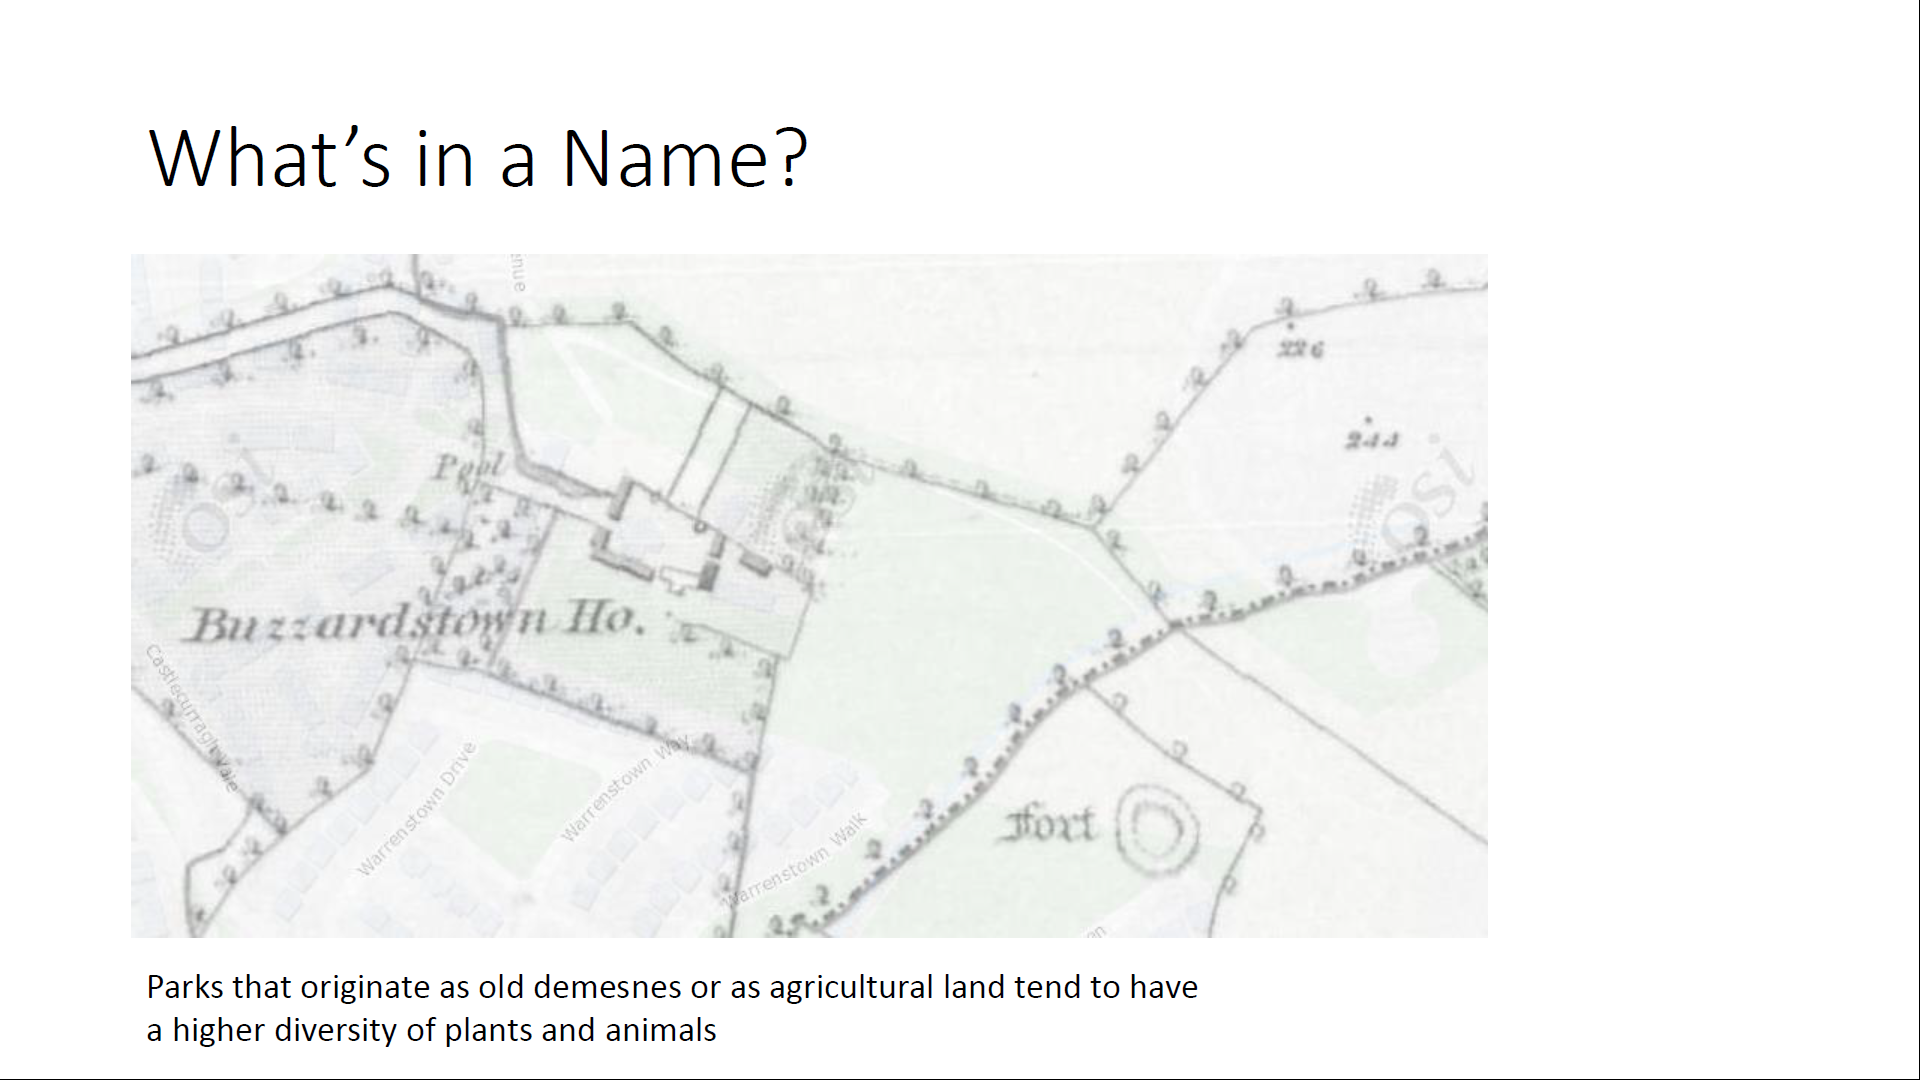 What’s in a Name?
226
244
OSi
OSi
OSi
Pool
Buzzardstown Ho.
Castlecurragh Vale
Warrenstown Drive
Warrenstown Way
Warrenstown Walk
Fort
Parks that originate as old demesnes or as agricultural land tend to have
a higher diversity of plants and animals